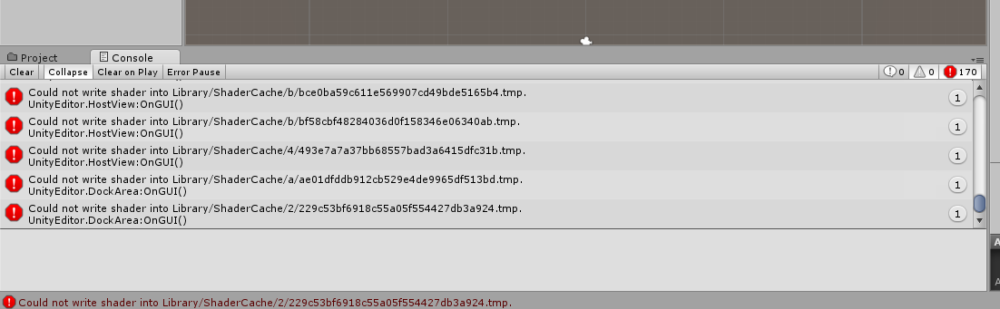 Project Console
Clear Collapse Clear on Play Error Pause 0 0 170
Could not write shader into Library/ShaderCache/b/bce0ba59c611e569907cd49bde5165b4.tmp.
UnityEditor.HostView:OnGUI()
1
Could not write shader into Library/ShaderCache/b/bf58cbf48284036d0f158346e06340ab.tmp.
UnityEditor.HostView:OnGUI()
1
Could not write shader into Library/ShaderCache/4/493e7a7a37bb68557bad3a6415dfc31b.tmp.
UnityEditor.HostView:OnGUI()
1
Could not write shader into Library/ShaderCache/a/ae01dfddb912cb529e4de9965df513bd.tmp.
UnityEditor.DockArea:OnGUI()
1
Could not write shader into Library/ShaderCache/2/229c53bf6918c55a05f554427db3a924.tmp.
UnityEditor.DockArea:OnGUI()
1
Could not write shader into Library/ShaderCache/2/229c53bf6918c55a05f554427db3a924.tmp.